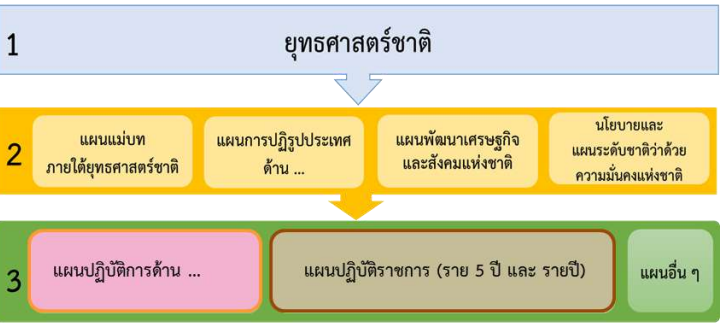 1
ยุทธศาสตร์ชาติ
2
แผนแม่บท
ภายใต้ยุทธศาสตร์ชาติ
แผนการปฏิรูปประเทศ
ด้าน ...
แผนพัฒนาเศรษฐกิจ
และสังคมแห่งชาติ
นโยบายและ
แผนระดับชาติว่าด้วย
ความมั่นคงแห่งชาติ
3
แผนปฏิบัติการด้าน ...
แผนปฏิบัติราชการ (ราย 5 ปี และ รายปี)
แผนอื่น ๆ